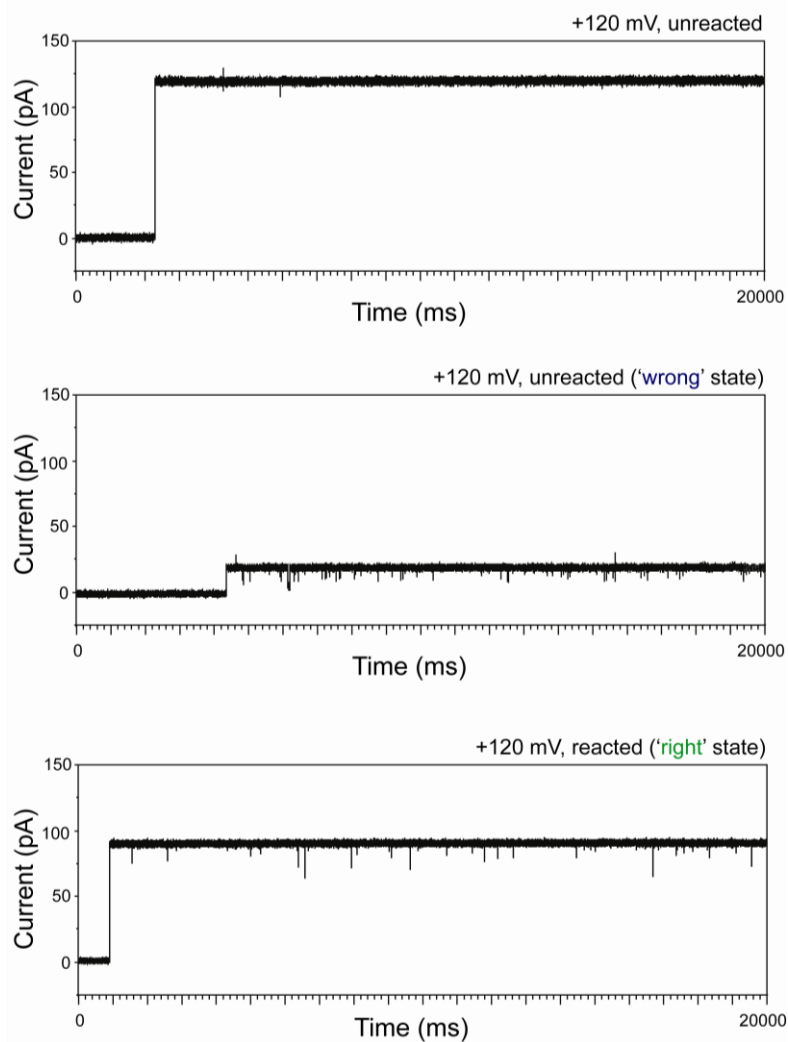 +120 mV, unreacted
150
100
50
0
Current (pA)
0 20000
Time (ms)
+120 mV, unreacted (‘wrong’ state)
150
100
50
0
Current (pA)
0 20000
Time (ms)
+120 mV, reacted (‘right’ state)
150
100
50
0
Current (pA)
0 20000
Time (ms)